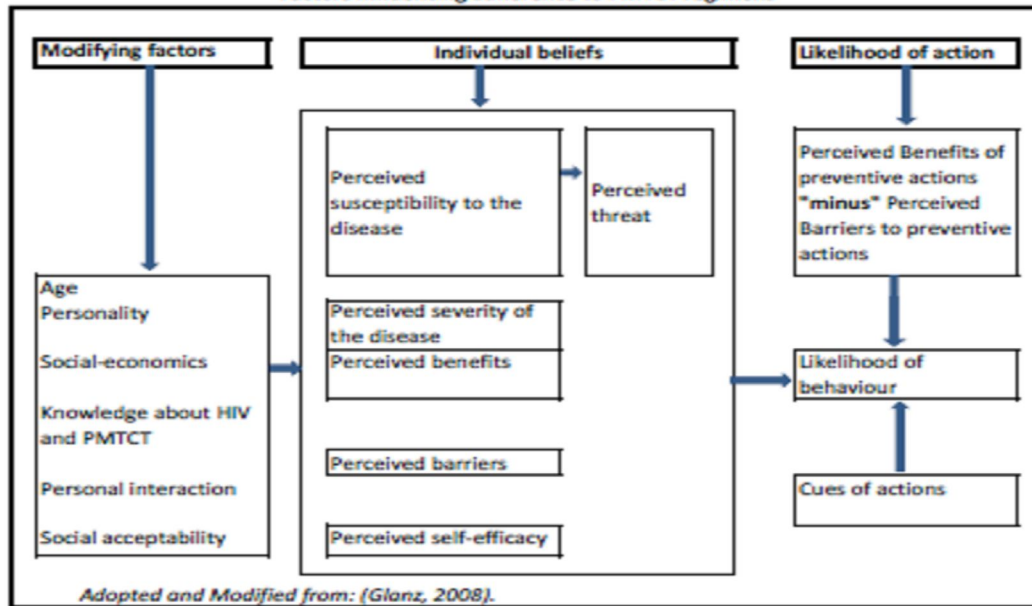 Modifying factors
Individual beliefs
Likelihood of action
Age
Personality
Social-economics
Knowledge about HIV
and PMTCT
Personal interaction
Social acceptability
Perceived
susceptibility to the
disease
Perceived
threat
Perceived severity of
the disease
Perceived benefits
Perceived barriers
Perceived self-efficacy
Perceived Benefits of
preventive actions
"minus" Perceived
Barriers to preventive
actions
Likelihood of
behaviour
Cues of actions
Adopted and Modified from: (Glanz, 2008).